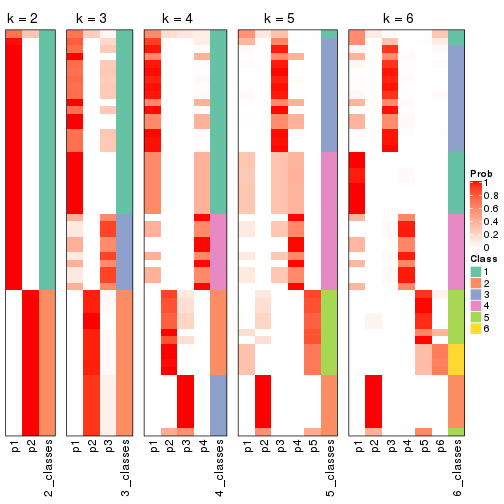 k = 2
k = 3
k = 4
k = 5
k = 6
Prob
1
0.8
0.6
0.4
0.2
0
Class
1
2
3
4
5
6
p1
p2
2_classes
p1
p2
p3
3_classes
p1
p2
p3
p4
4_classes
p1
p2
p3
p4
p5
5_classes
p1
p2
p3
p4
p5
p6
6_classes